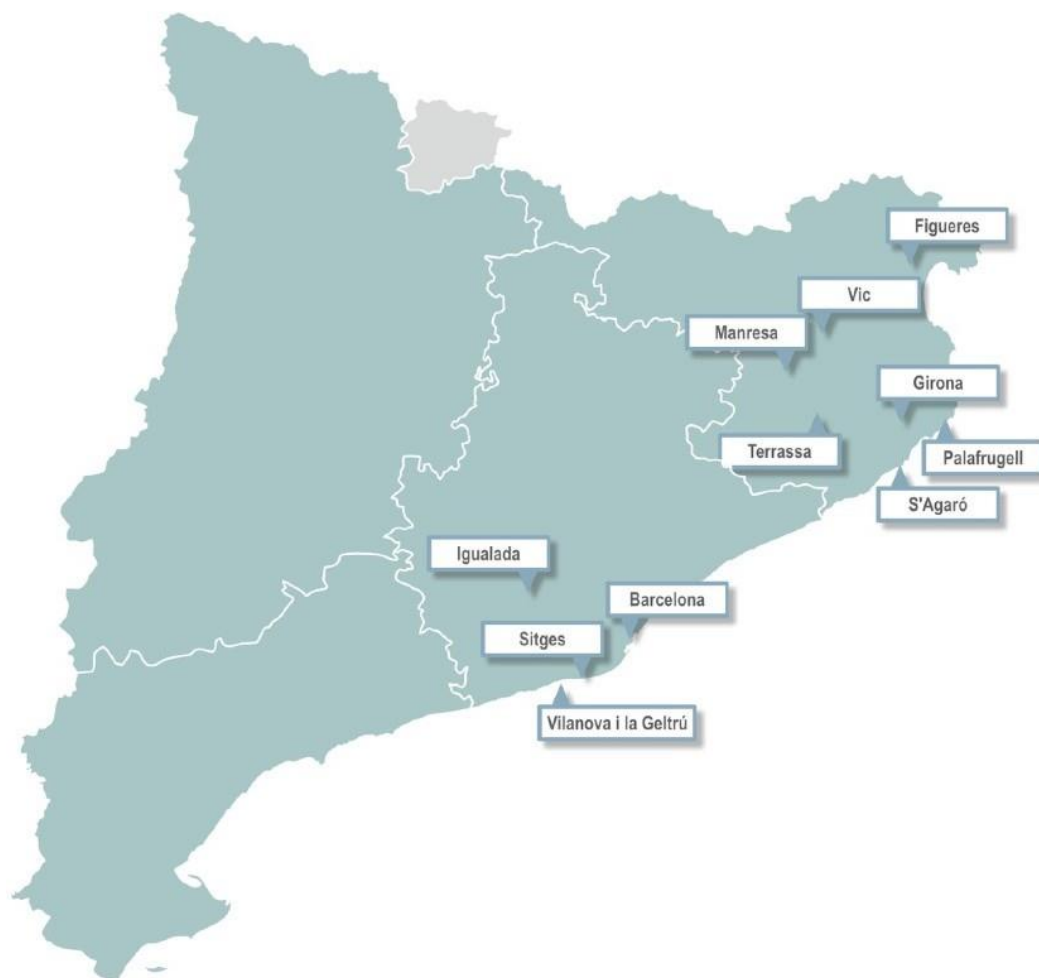 Figueres
Vic
Manresa
Girona
Terrassa
Palafrugell
S'Agaró
Igualada
Barcelona
Sitges
Vilanova i la Geltrú